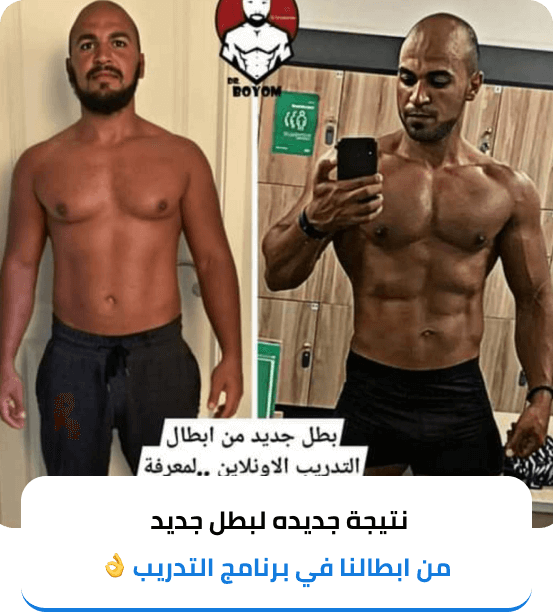 DR.
BOYOM
بطل جديد من ابطال
التدريب الاونلاين ..لمعرفة
نتيجة جديده لبطل جديد
من ابطالنا في برنامج التدريب 👌